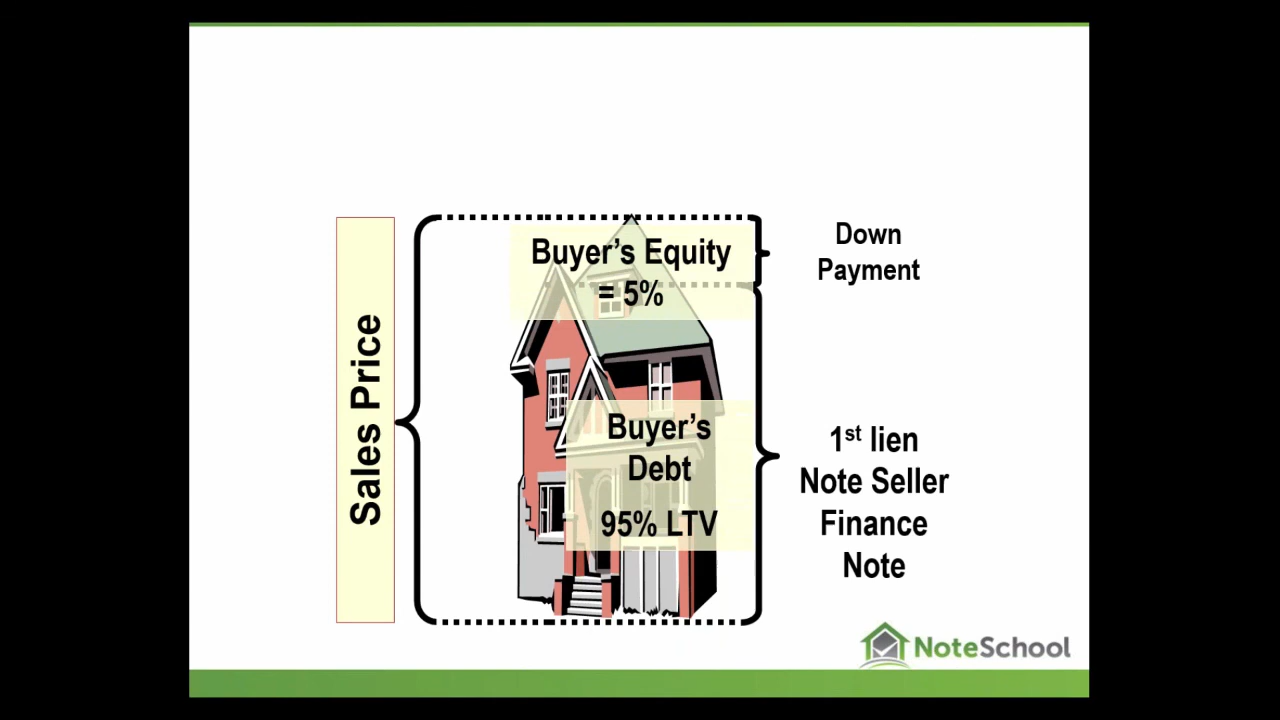 Sales Price
Buyer's Equity
= 5%
Down
Payment
Buyer's
Debt
95% LTV
1st lien
Note Seller
Finance
Note
NoteSchool